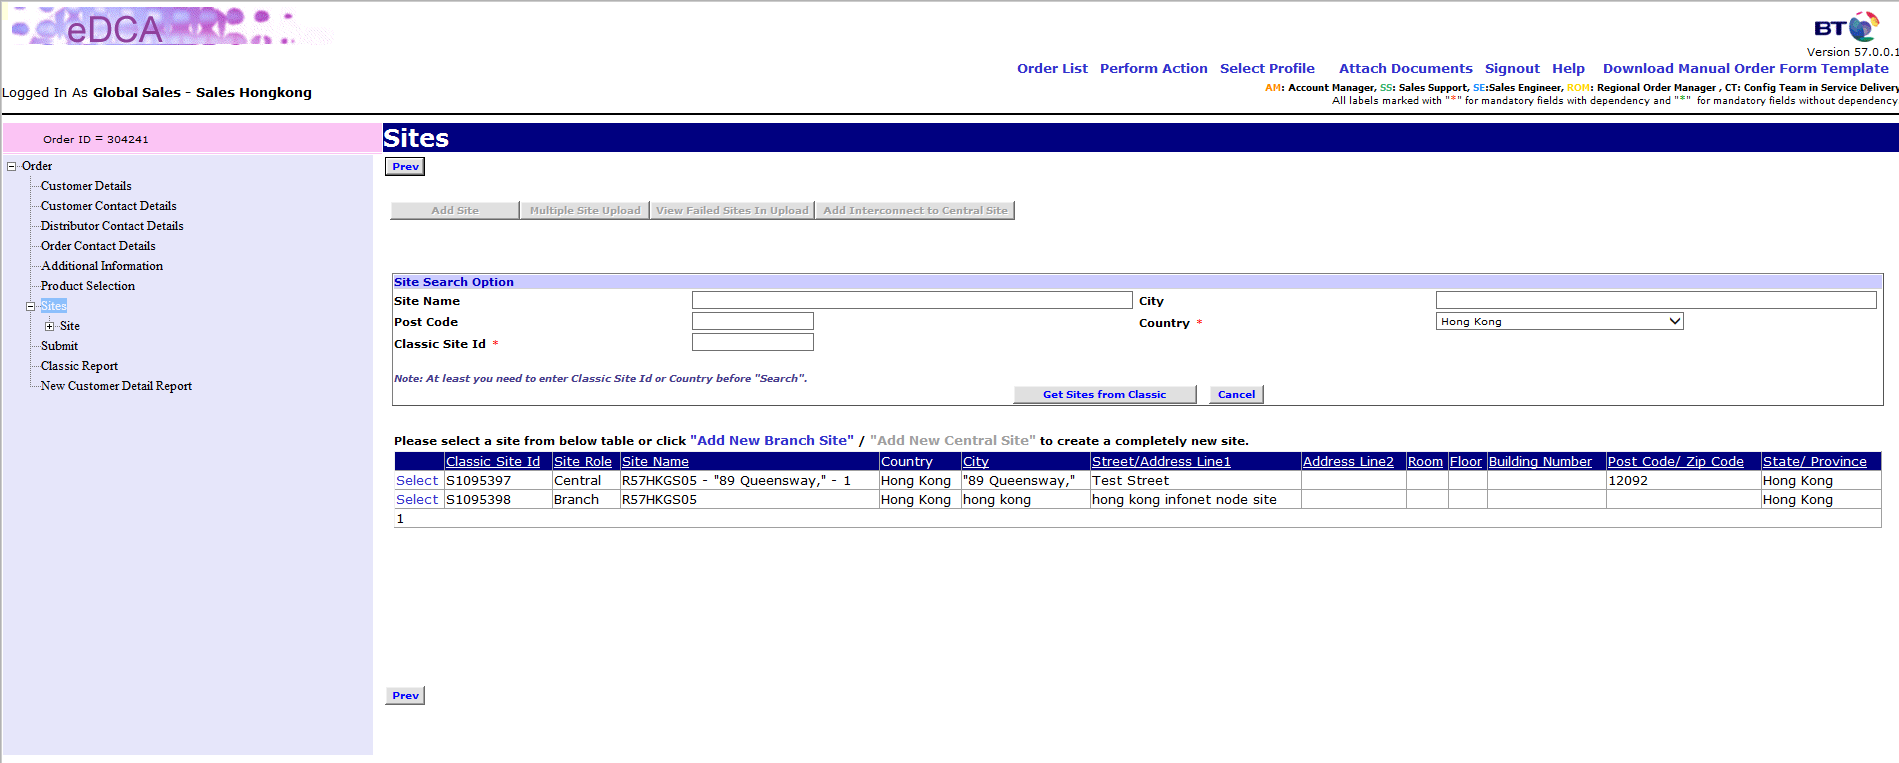 eDCA
BT
Version 57.0.0.1
Order List Perform Action Select Profile Attach Documents Signout Help Download Manual Order Form Template
Logged In As Global Sales - Sales Hongkong
AM: Account Manager, SS: Sales Support, SE:Sales Engineer, ROM: Regional Order Manager , CT: Config Team in Service Delivery
All labels marked with "*" for mandatory fields with dependency and "*" for mandatory fields without dependency
Order ID = 304241
Sites
Prev
Order
Customer Details
Customer Contact Details
Distributor Contact Details
Order Contact Details
Additional Information
Product Selection
Sites
Site
Submit
Classic Report
New Customer Detail Report
Add Site Multiple Site Upload View Failed Sites In Upload Add Interconnect to Central Site
Site Search Option
Site Name City
Post Code Country * Hong Kong
Classic Site Id *
Note: At least you need to enter Classic Site Id or Country before "Search".
Get Sites from Classic Cancel
Please select a site from below table or click "Add New Branch Site" / "Add New Central Site" to create a completely new site.
Classic Site Id Site Role Site Name Country City Street/Address Line1 Address Line2 Room Floor Building Number Post Code/ Zip Code State/ Province
Select S1095397 Central R57HKGS05 - "89 Queensway," - 1 Hong Kong "89 Queensway," Test Street 12092 Hong Kong
Select S1095398 Branch R57HKGS05 Hong Kong hong kong hong kong infonet node site Hong Kong
1
Prev